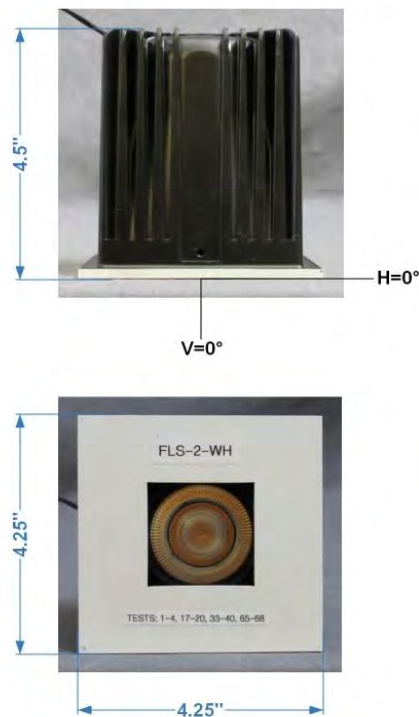 4.5"
H=0°
V=0°
FLS-2-WH
4.25"
TESTS: 1-4, 17-20, 33-40, 65-68
4.25"